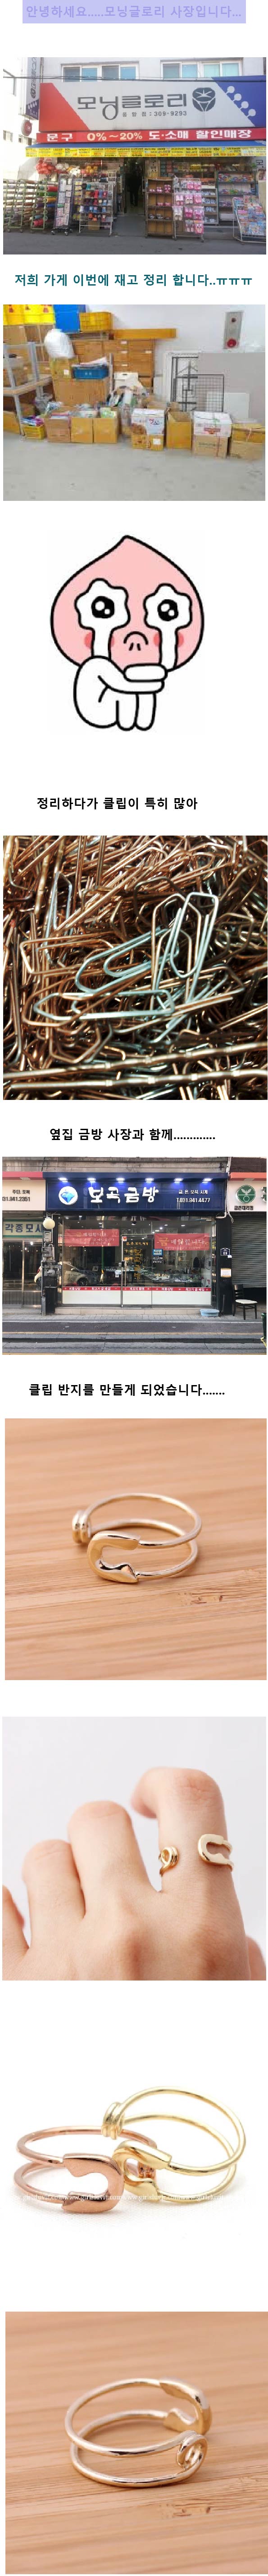 안녕하세요.....모닝글로리 사장입니다...
모닝글로리
문구 0%~20% 도·소매 할인매장
저희 가게 이번에 재고 정리 합니다..ㅠㅠㅠ
정리하다가 클립이 특히 많아
옆집 금방 사장과 함께.............
보국금방
클립 반지를 만들게 되었습니다.......